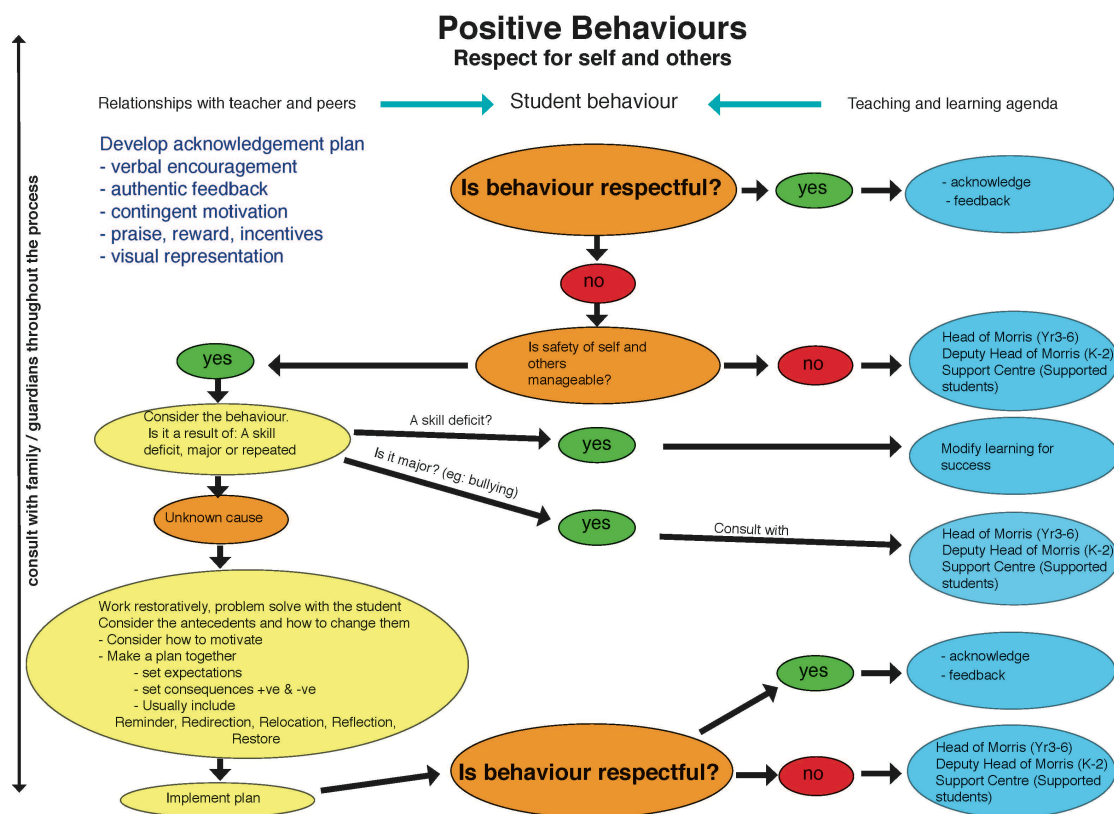 Positive Behaviours
Respect for self and others
Relationships with teacher and peers
Student behaviour
Teaching and learning agenda
consult with family / guardians throughout the process
Develop acknowledgement plan
- verbal encouragement
- authentic feedback
- contingent motivation
- praise, reward, incentives
- visual representation
Is behaviour respectful?
yes
- acknowledge
- feedback
no
Is safety of self and
others
manageable?
yes
no
Head of Morris (Yr3-6)
Deputy Head of Morris (K-2)
Support Centre (Supported
students)
Consider the behaviour.
Is it a result of: A skill
deficit, major or repeated
A skill deficit?
yes
Modify learning for
success
Is it major? (eg: bullying)
yes
Consult with
Head of Morris (Yr3-6)
Deputy Head of Morris (K-2)
Support Centre (Supported
students)
Unknown cause
Work restoratively, problem solve with the student
Consider the antecedents and how to change them
- Consider how to motivate
- Make a plan together
- set expectations
- set consequences +ve & -ve
- Usually include
Reminder, Redirection, Relocation, Reflection,
Restore
Implement plan
Is behaviour respectful?
yes
- acknowledge
- feedback
no
Head of Morris (Yr3-6)
Deputy Head of Morris (K-2)
Support Centre (Supported
students)